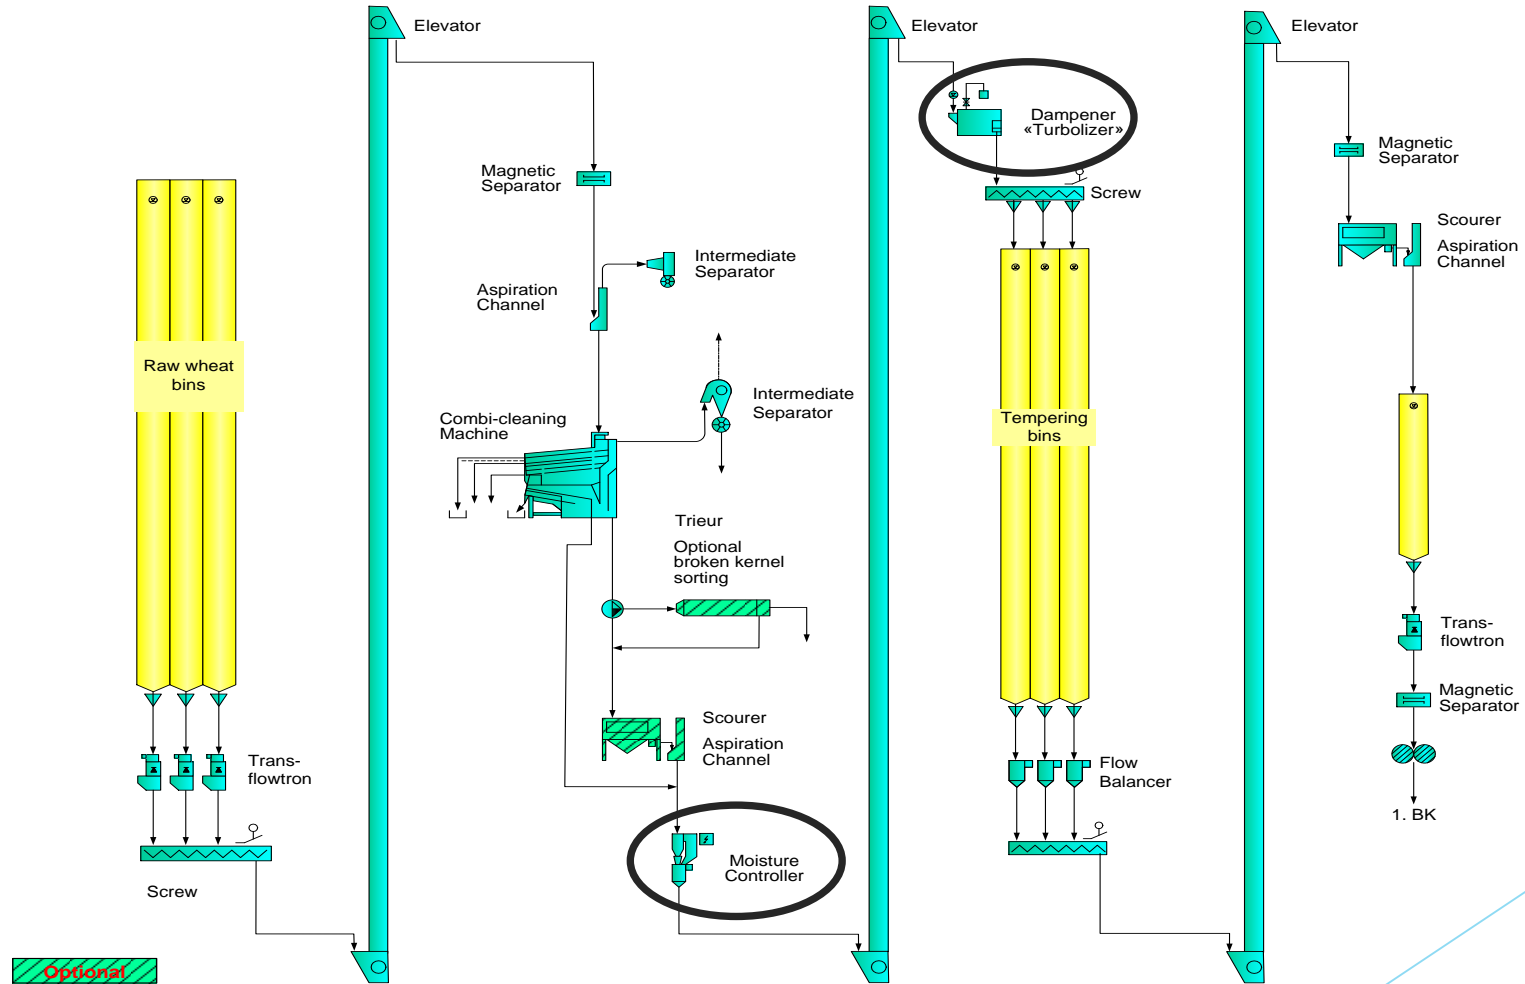 Elevator
Magnetic
Separator
Intermediate
Separator
Aspiration
Channel
Raw wheat
bins
Intermediate
Separator
Combi-cleaning
Machine
Trieur
Optional
broken kernel
sorting
Scourer
Aspiration
Channel
Trans-
flowtron
Screw
Moisture
Controller
Optional
Elevator
Dampener
«Turbolizer»
Screw
Tempering
bins
Flow
Balancer
Elevator
Magnetic
Separator
Scourer
Aspiration
Channel
Trans-
flowtron
Magnetic
Separator
1. BK